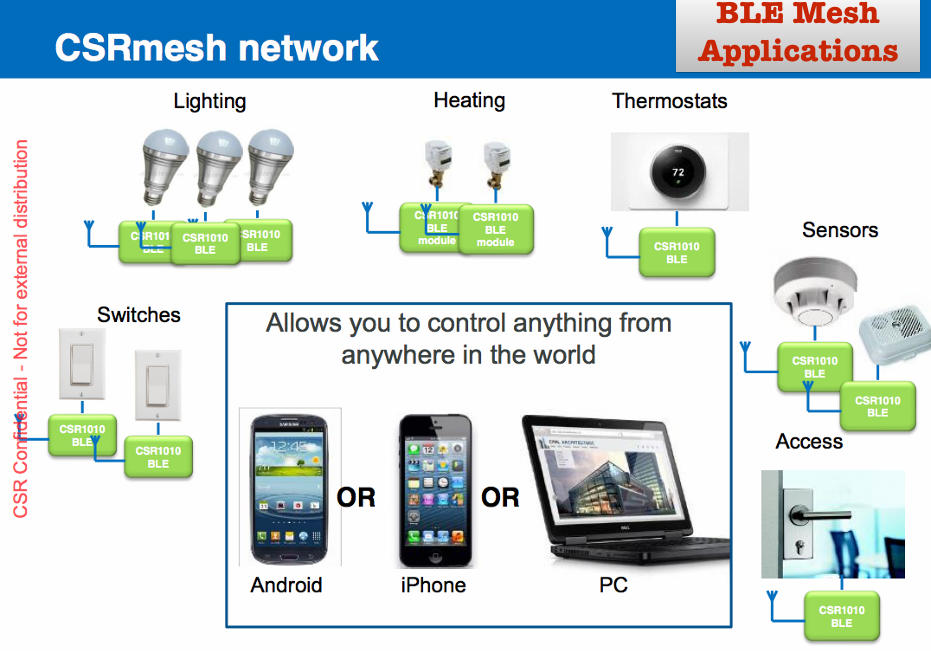 CSRmesh network
BLE Mesh
Applications
CSR Confidential - Not for external distribution
Lighting
CSR101
BLE
CSR1010
BLE
CSR1010
BLE
Heating
CSR1010
BLE
module
CSR1010
BLE
module
Thermostats
72
CSR1010
BLE
Sensors
CSR1010
BLE
CSR1010
BLE
Switches
CSR1010
BLE
CSR1010
BLE
Allows you to control anything from
anywhere in the world
SAMSUNG
12:45
OR
OR
DELL
Android
iPhone
PC
Access
CSR1010
BLE